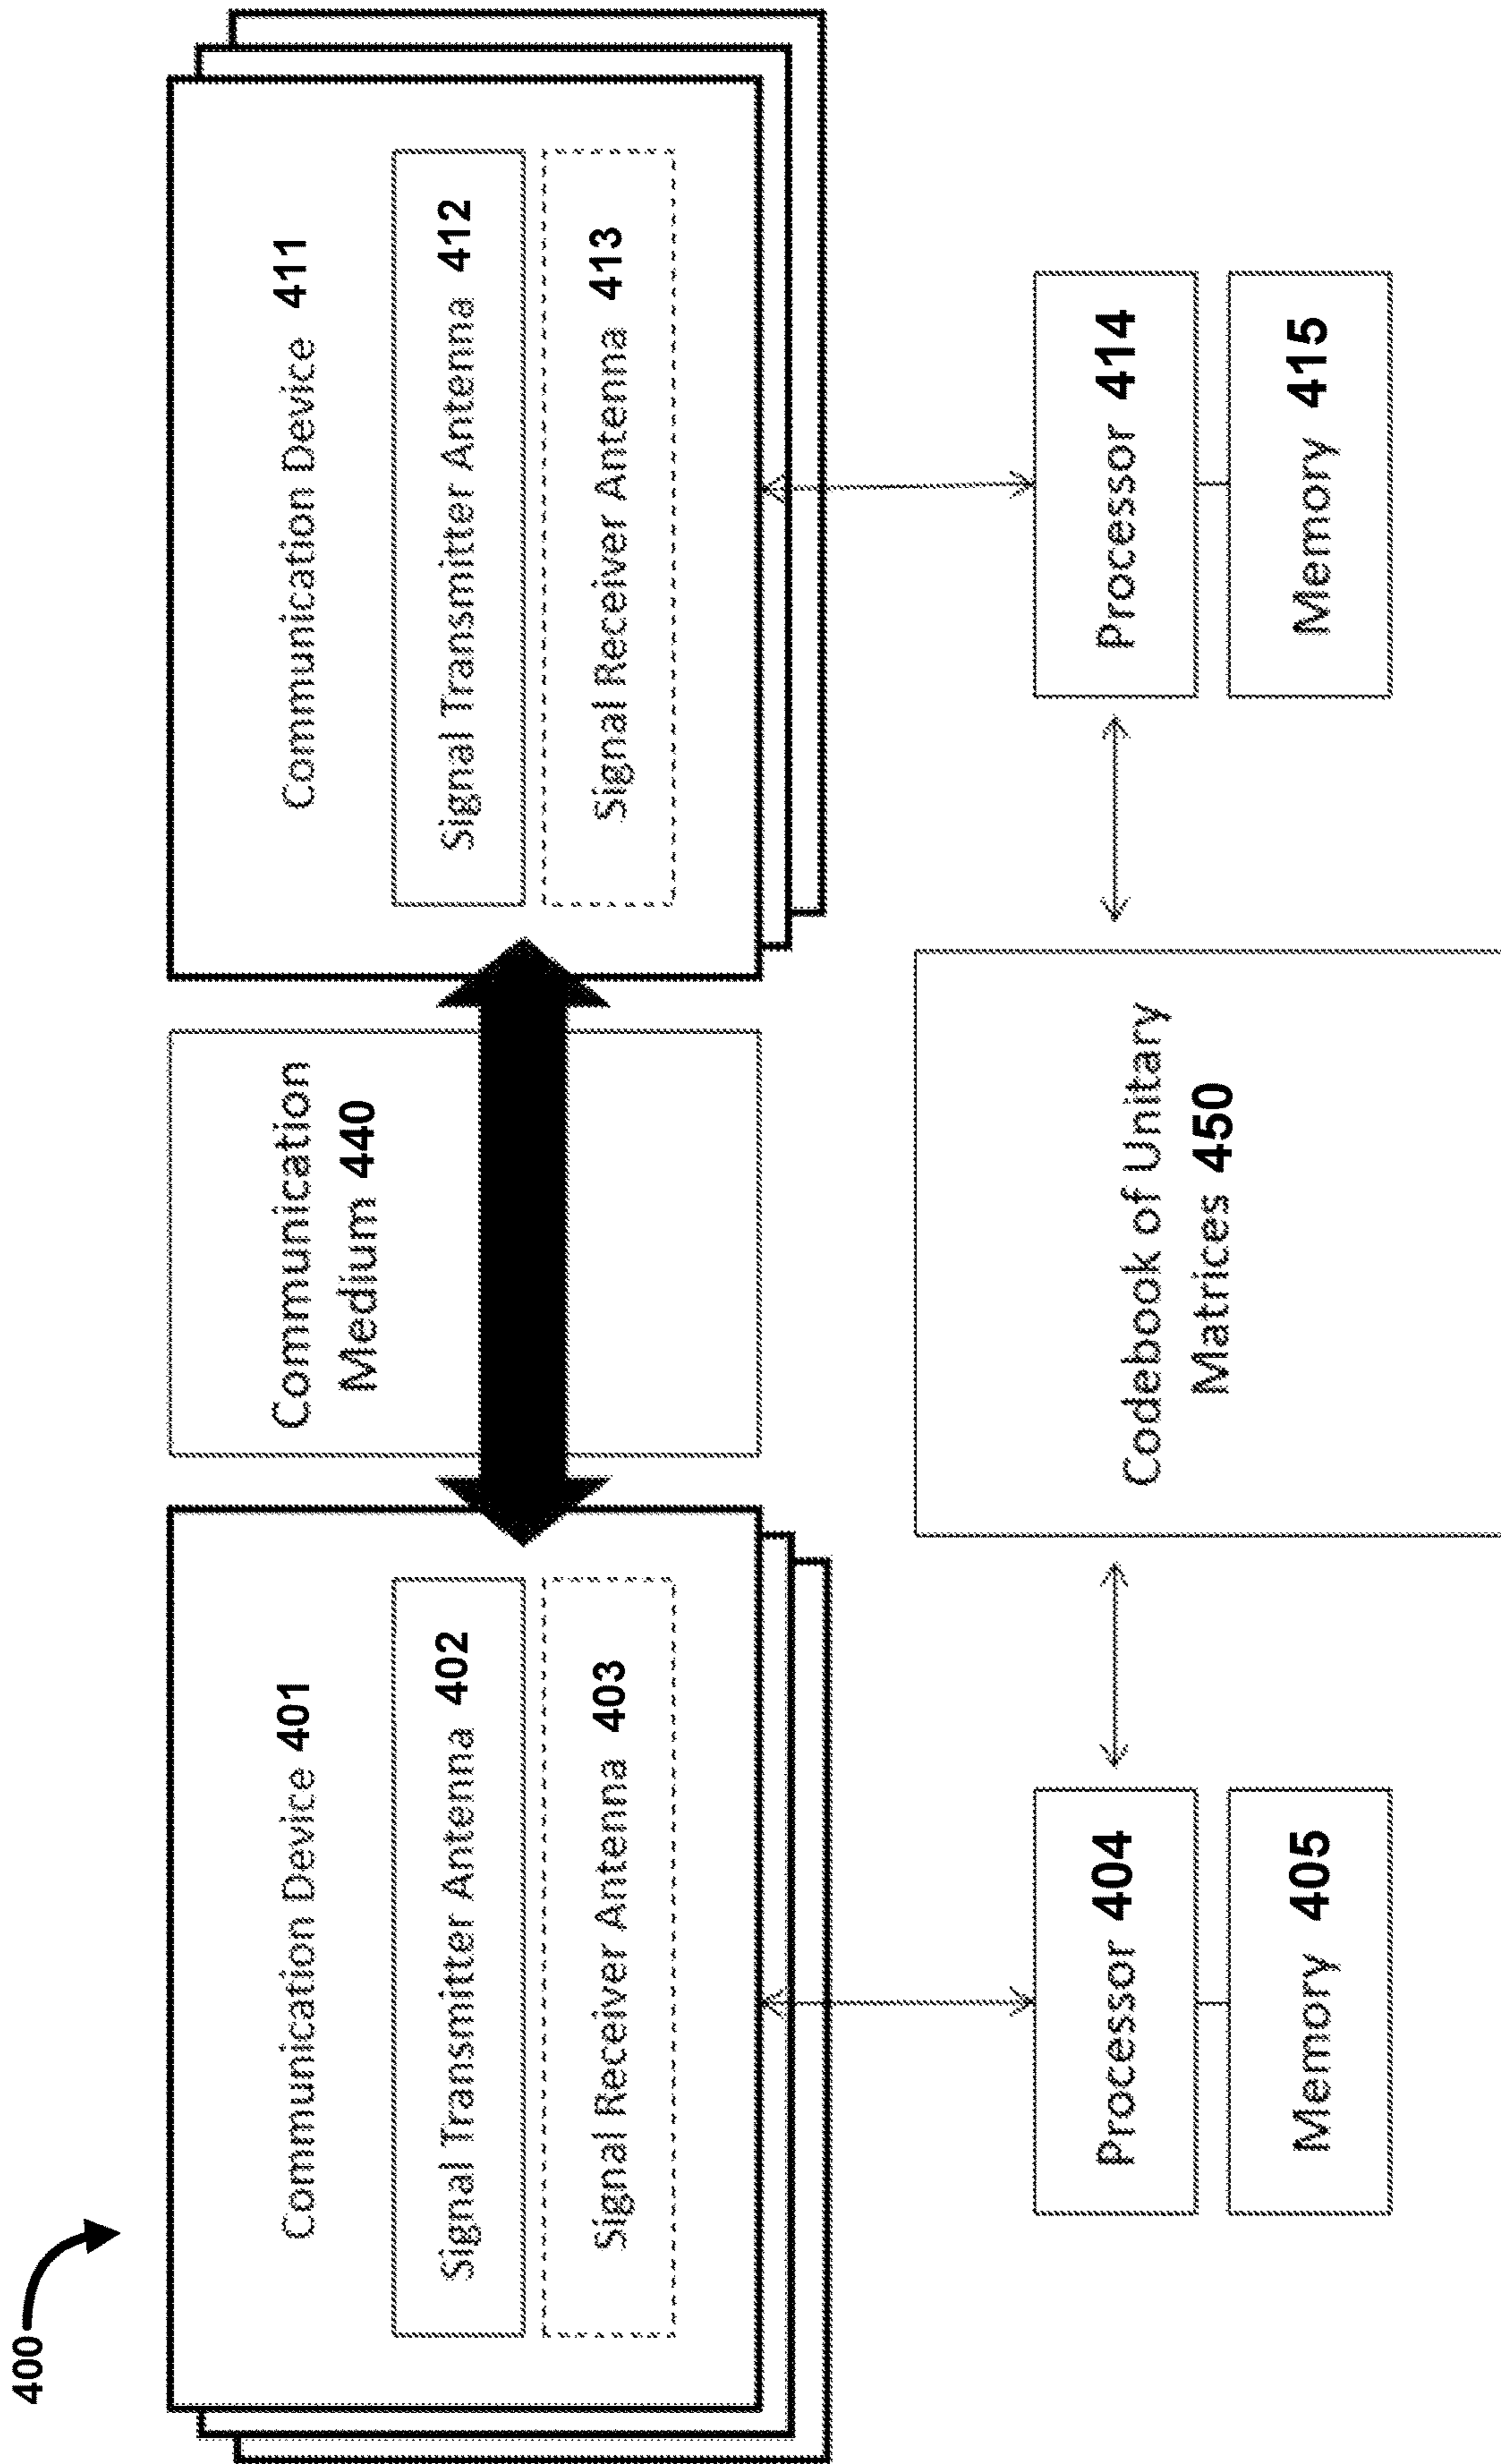 400
Communication Device 401
Signal Transmitter Antenna 402
Signal Receiver Antenna 403
Communication
Medium 440
Communication Device 411
Signal Transmitter Antenna 412
Signal Receiver Antenna 413
Processor 404
Memory 405
Codebook of Unitary
Matrices 450
Processor 414
Memory 415